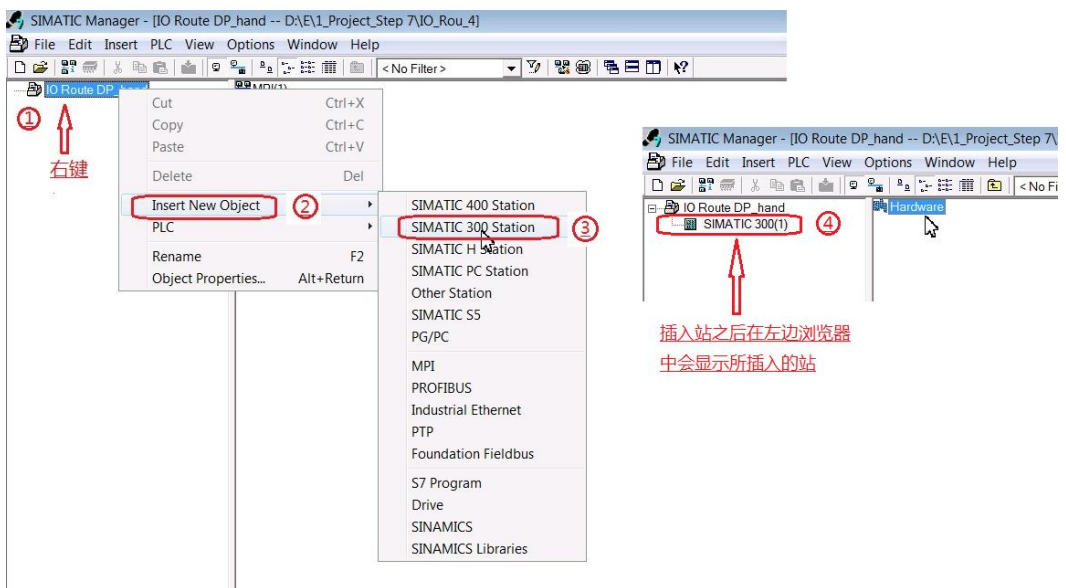 SIMATIC Manager - [IO Route DP_hand -- D:\E\1_Project_Step 7\IO_Rou_4]
File Edit Insert PLC View Options Window Help
< No Filter >
IO Route DP_hand
MPI(1)
①
右键
Cut Ctrl+X
Copy Ctrl+C
Paste Ctrl+V
Delete Del
Insert New Object ②
PLC
Rename F2
Object Properties... Alt+Return
SIMATIC 400 Station
SIMATIC 300 Station ③
SIMATIC H Station
SIMATIC PC Station
Other Station
SIMATIC S5
PG/PC
MPI
PROFIBUS
Industrial Ethernet
PTP
Foundation Fieldbus
S7 Program
Drive
SINAMICS
SINAMICS Libraries
SIMATIC Manager - [IO Route DP_hand -- D:\E\1_Project_Step 7\
File Edit Insert PLC View Options Window Help
< No Fi
IO Route DP_hand
Hardware
SIMATIC 300(1) ④
插入站之后在左边浏览器
中会显示所插入的站